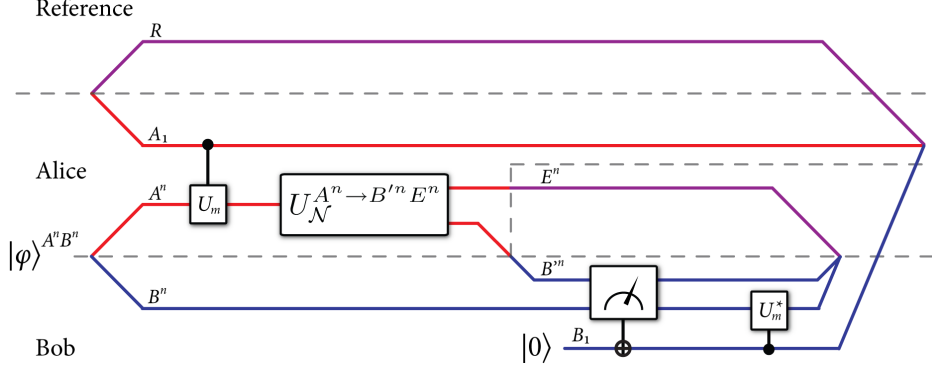 Reference
R
A₁
Alice
Aⁿ
U_m
U_𝒩^{Aⁿ→B′ⁿEⁿ}
Eⁿ
|φ⟩^{AⁿBⁿ}
B′ⁿ
Bⁿ
U_m^*
Bob
|0⟩ B₁